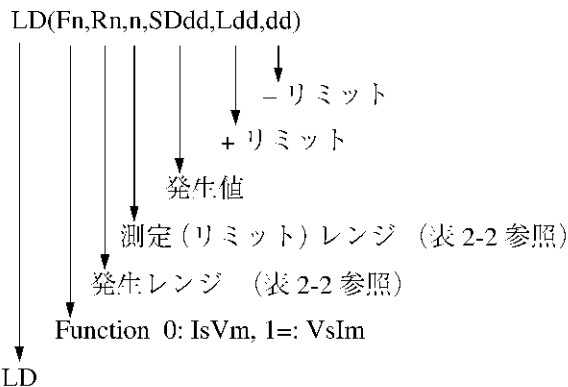 LD(Fn,Rn,n,SDdd,Ldd,dd)
– リミット
+ リミット
発生値
測定(リミット)レンジ (表 2-2 参照)
発生レンジ (表 2-2 参照)
Function 0: IsVm, 1=: VsIm
LD